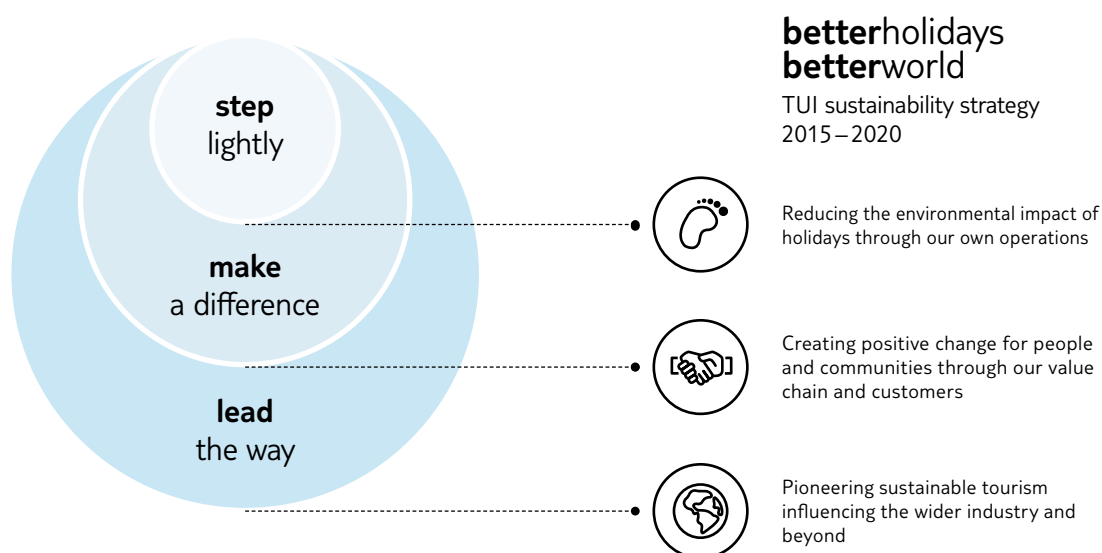 betterholidays
betterworld
TUI sustainability strategy
2015–2020
step
lightly
make
a difference
lead
the way
Reducing the environmental impact of
holidays through our own operations
Creating positive change for people
and communities through our value
chain and customers
Pioneering sustainable tourism
influencing the wider industry and
beyond